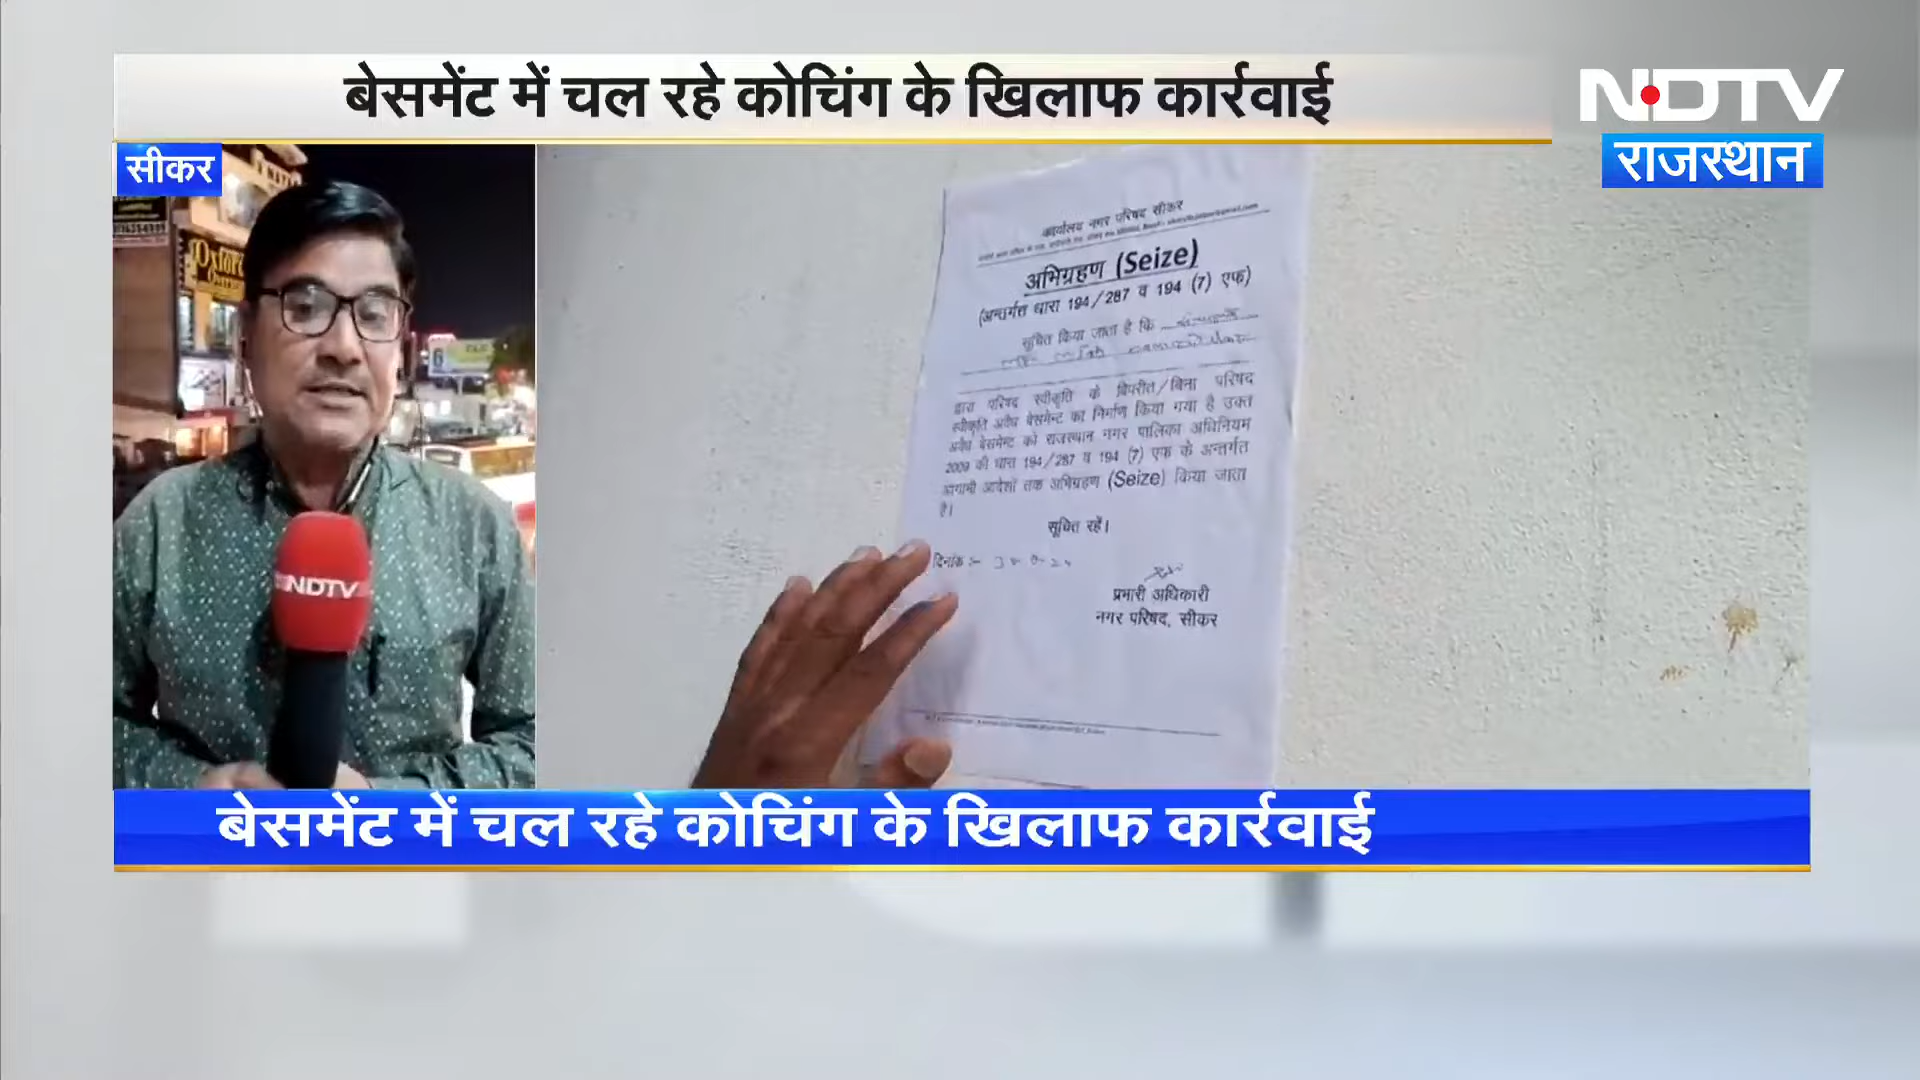 बेसमेंट में चल रहे कोचिंग के खिलाफ कार्रवाई
NDTV
राजस्थान
सीकर
Oxford
NDTV
कार्यालय नगर परिषद सीकर
अभिग्रहण (Seize)
(अन्तर्गत्त धारा 194/287 व 194 (7) एफ)
सूचित किया जाता है कि
द्वारा परिषद स्वीकृति के विपरीत/बिना परिषद
स्वीकृति अवैध बेसमेन्ट का निर्माण किया गया है उक्त
अवैध बेसमेन्ट को राजस्थान नगर पालिका अधिनियम
2009 की धारा 194/287 व 194 (7) एफ के अन्तर्गत
आगामी आदेशों तक अभिग्रहण (Seize) किया जाता
है।
सूचित रहें।
दिनांक :-
प्रभारी अधिकारी
नगर परिषद, सीकर
बेसमेंट में चल रहे कोचिंग के खिलाफ कार्रवाई